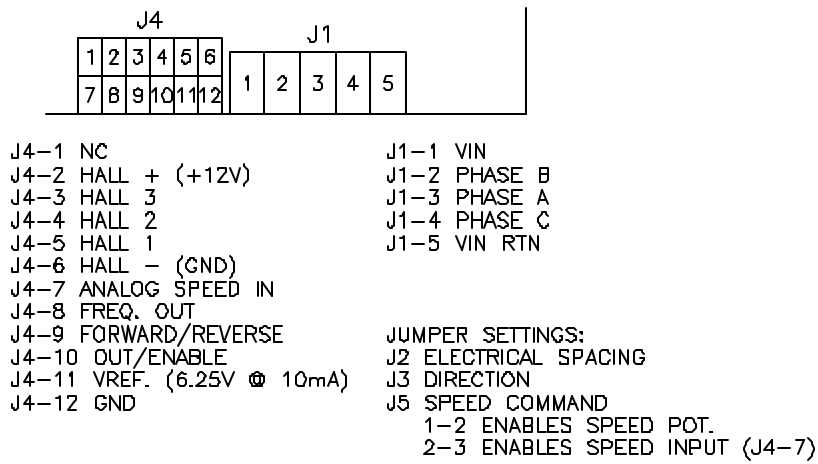 J4
J1
1 2 3 4 5 6
7 8 9 10 11 12
1 2 3 4 5
J4-1 NC
J4-2 HALL + (+12V)
J4-3 HALL 3
J4-4 HALL 2
J4-5 HALL 1
J4-6 HALL - (GND)
J4-7 ANALOG SPEED IN
J4-8 FREQ. OUT
J4-9 FORWARD/REVERSE
J4-10 OUT/ENABLE
J4-11 VREF. (6.25V @ 10mA)
J4-12 GND
J1-1 VIN
J1-2 PHASE B
J1-3 PHASE A
J1-4 PHASE C
J1-5 VIN RTN
JUMPER SETTINGS:
J2 ELECTRICAL SPACING
J3 DIRECTION
J5 SPEED COMMAND
1-2 ENABLES SPEED POT.
2-3 ENABLES SPEED INPUT (J4-7)